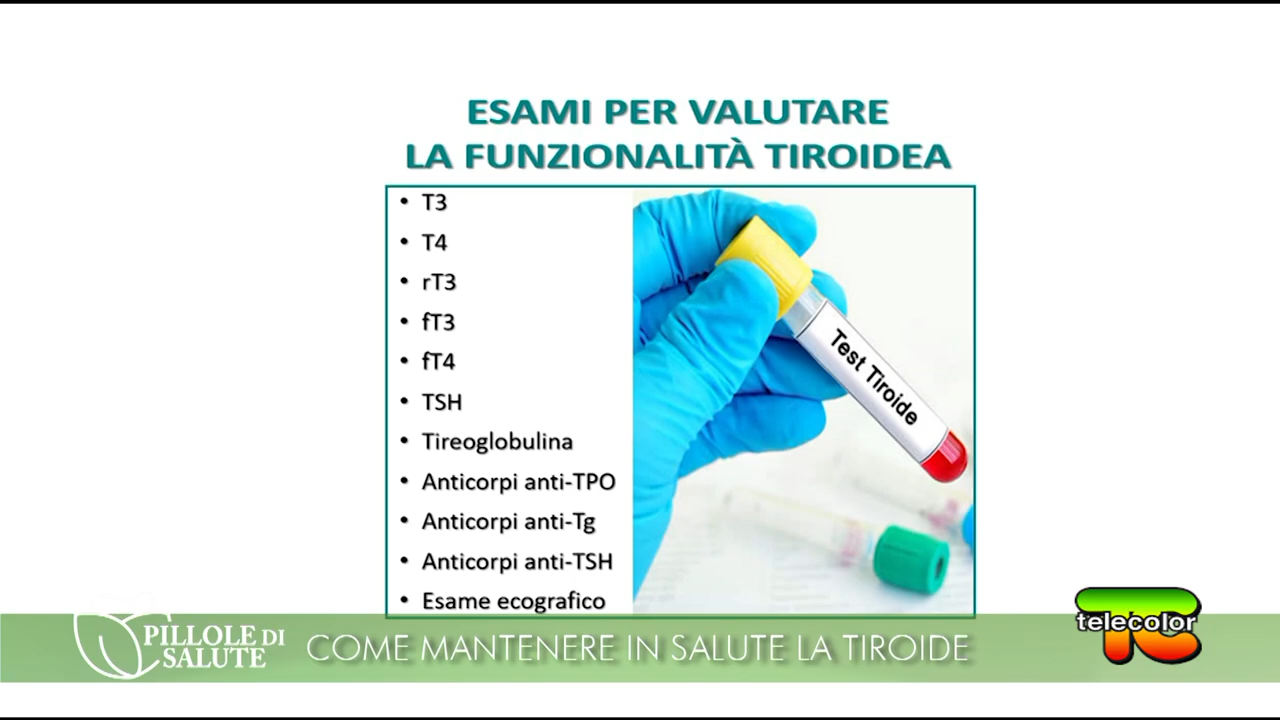 ESAMI PER VALUTARE
LA FUNZIONALITÀ TIROIDEA
• T3
• T4
• rT3
• fT3
• fT4
• TSH
• Tireoglobulina
• Anticorpi anti-TPO
• Anticorpi anti-Tg
• Anticorpi anti-TSH
• Esame ecografico
Test Tiroide
PILLOLE DI
SALUTE
COME MANTENERE IN SALUTE LA TIROIDE
TC
telecolor